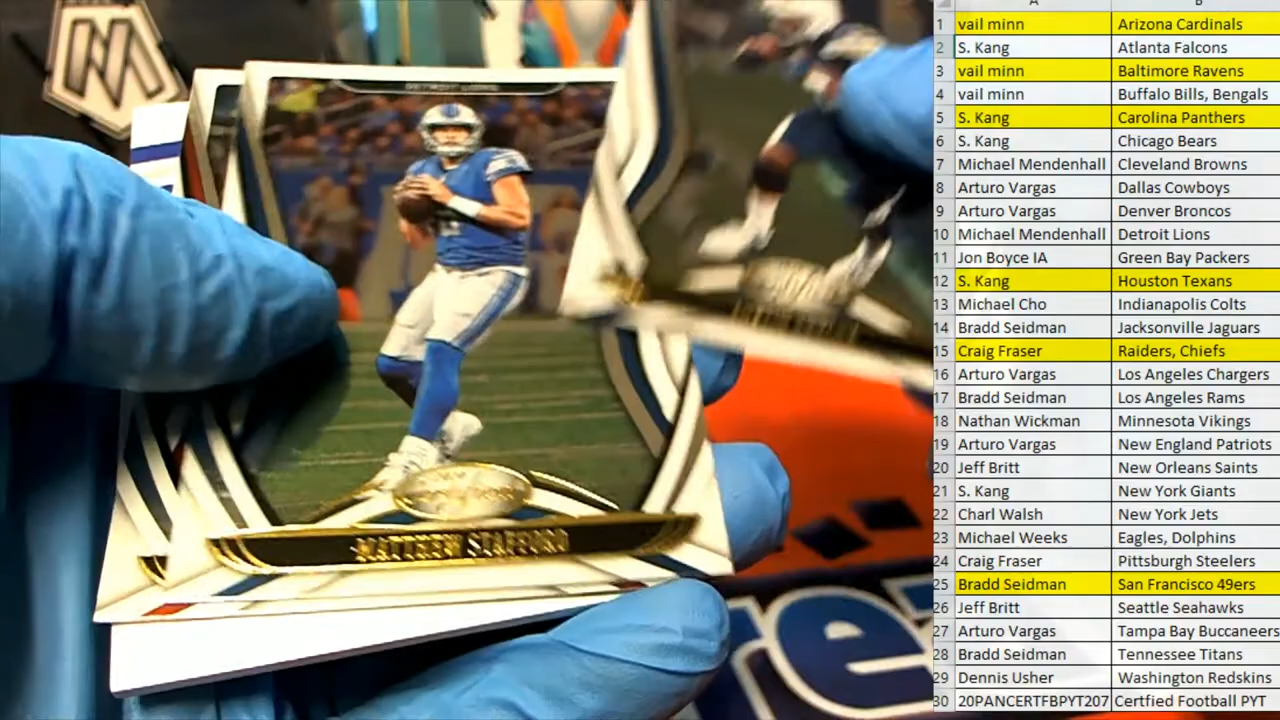 A B
1 vail minn Arizona Cardinals
2 S. Kang Atlanta Falcons
3 vail minn Baltimore Ravens
4 vail minn Buffalo Bills, Bengals
5 S. Kang Carolina Panthers
6 S. Kang Chicago Bears
7 Michael Mendenhall Cleveland Browns
8 Arturo Vargas Dallas Cowboys
9 Arturo Vargas Denver Broncos
10 Michael Mendenhall Detroit Lions
11 Jon Boyce IA Green Bay Packers
12 S. Kang Houston Texans
13 Michael Cho Indianapolis Colts
14 Bradd Seidman Jacksonville Jaguars
15 Craig Fraser Raiders, Chiefs
16 Arturo Vargas Los Angeles Chargers
17 Bradd Seidman Los Angeles Rams
18 Nathan Wickman Minnesota Vikings
19 Arturo Vargas New England Patriots
20 Jeff Britt New Orleans Saints
21 S. Kang New York Giants
22 Charl Walsh New York Jets
23 Michael Weeks Eagles, Dolphins
24 Craig Fraser Pittsburgh Steelers
25 Bradd Seidman San Francisco 49ers
26 Jeff Britt Seattle Seahawks
27 Arturo Vargas Tampa Bay Buccaneers
28 Bradd Seidman Tennessee Titans
29 Dennis Usher Washington Redskins
30 20PANCERTFBPYT207 Certfied Football PYT
DETROIT LIONS
MATTHEW STAFFORD